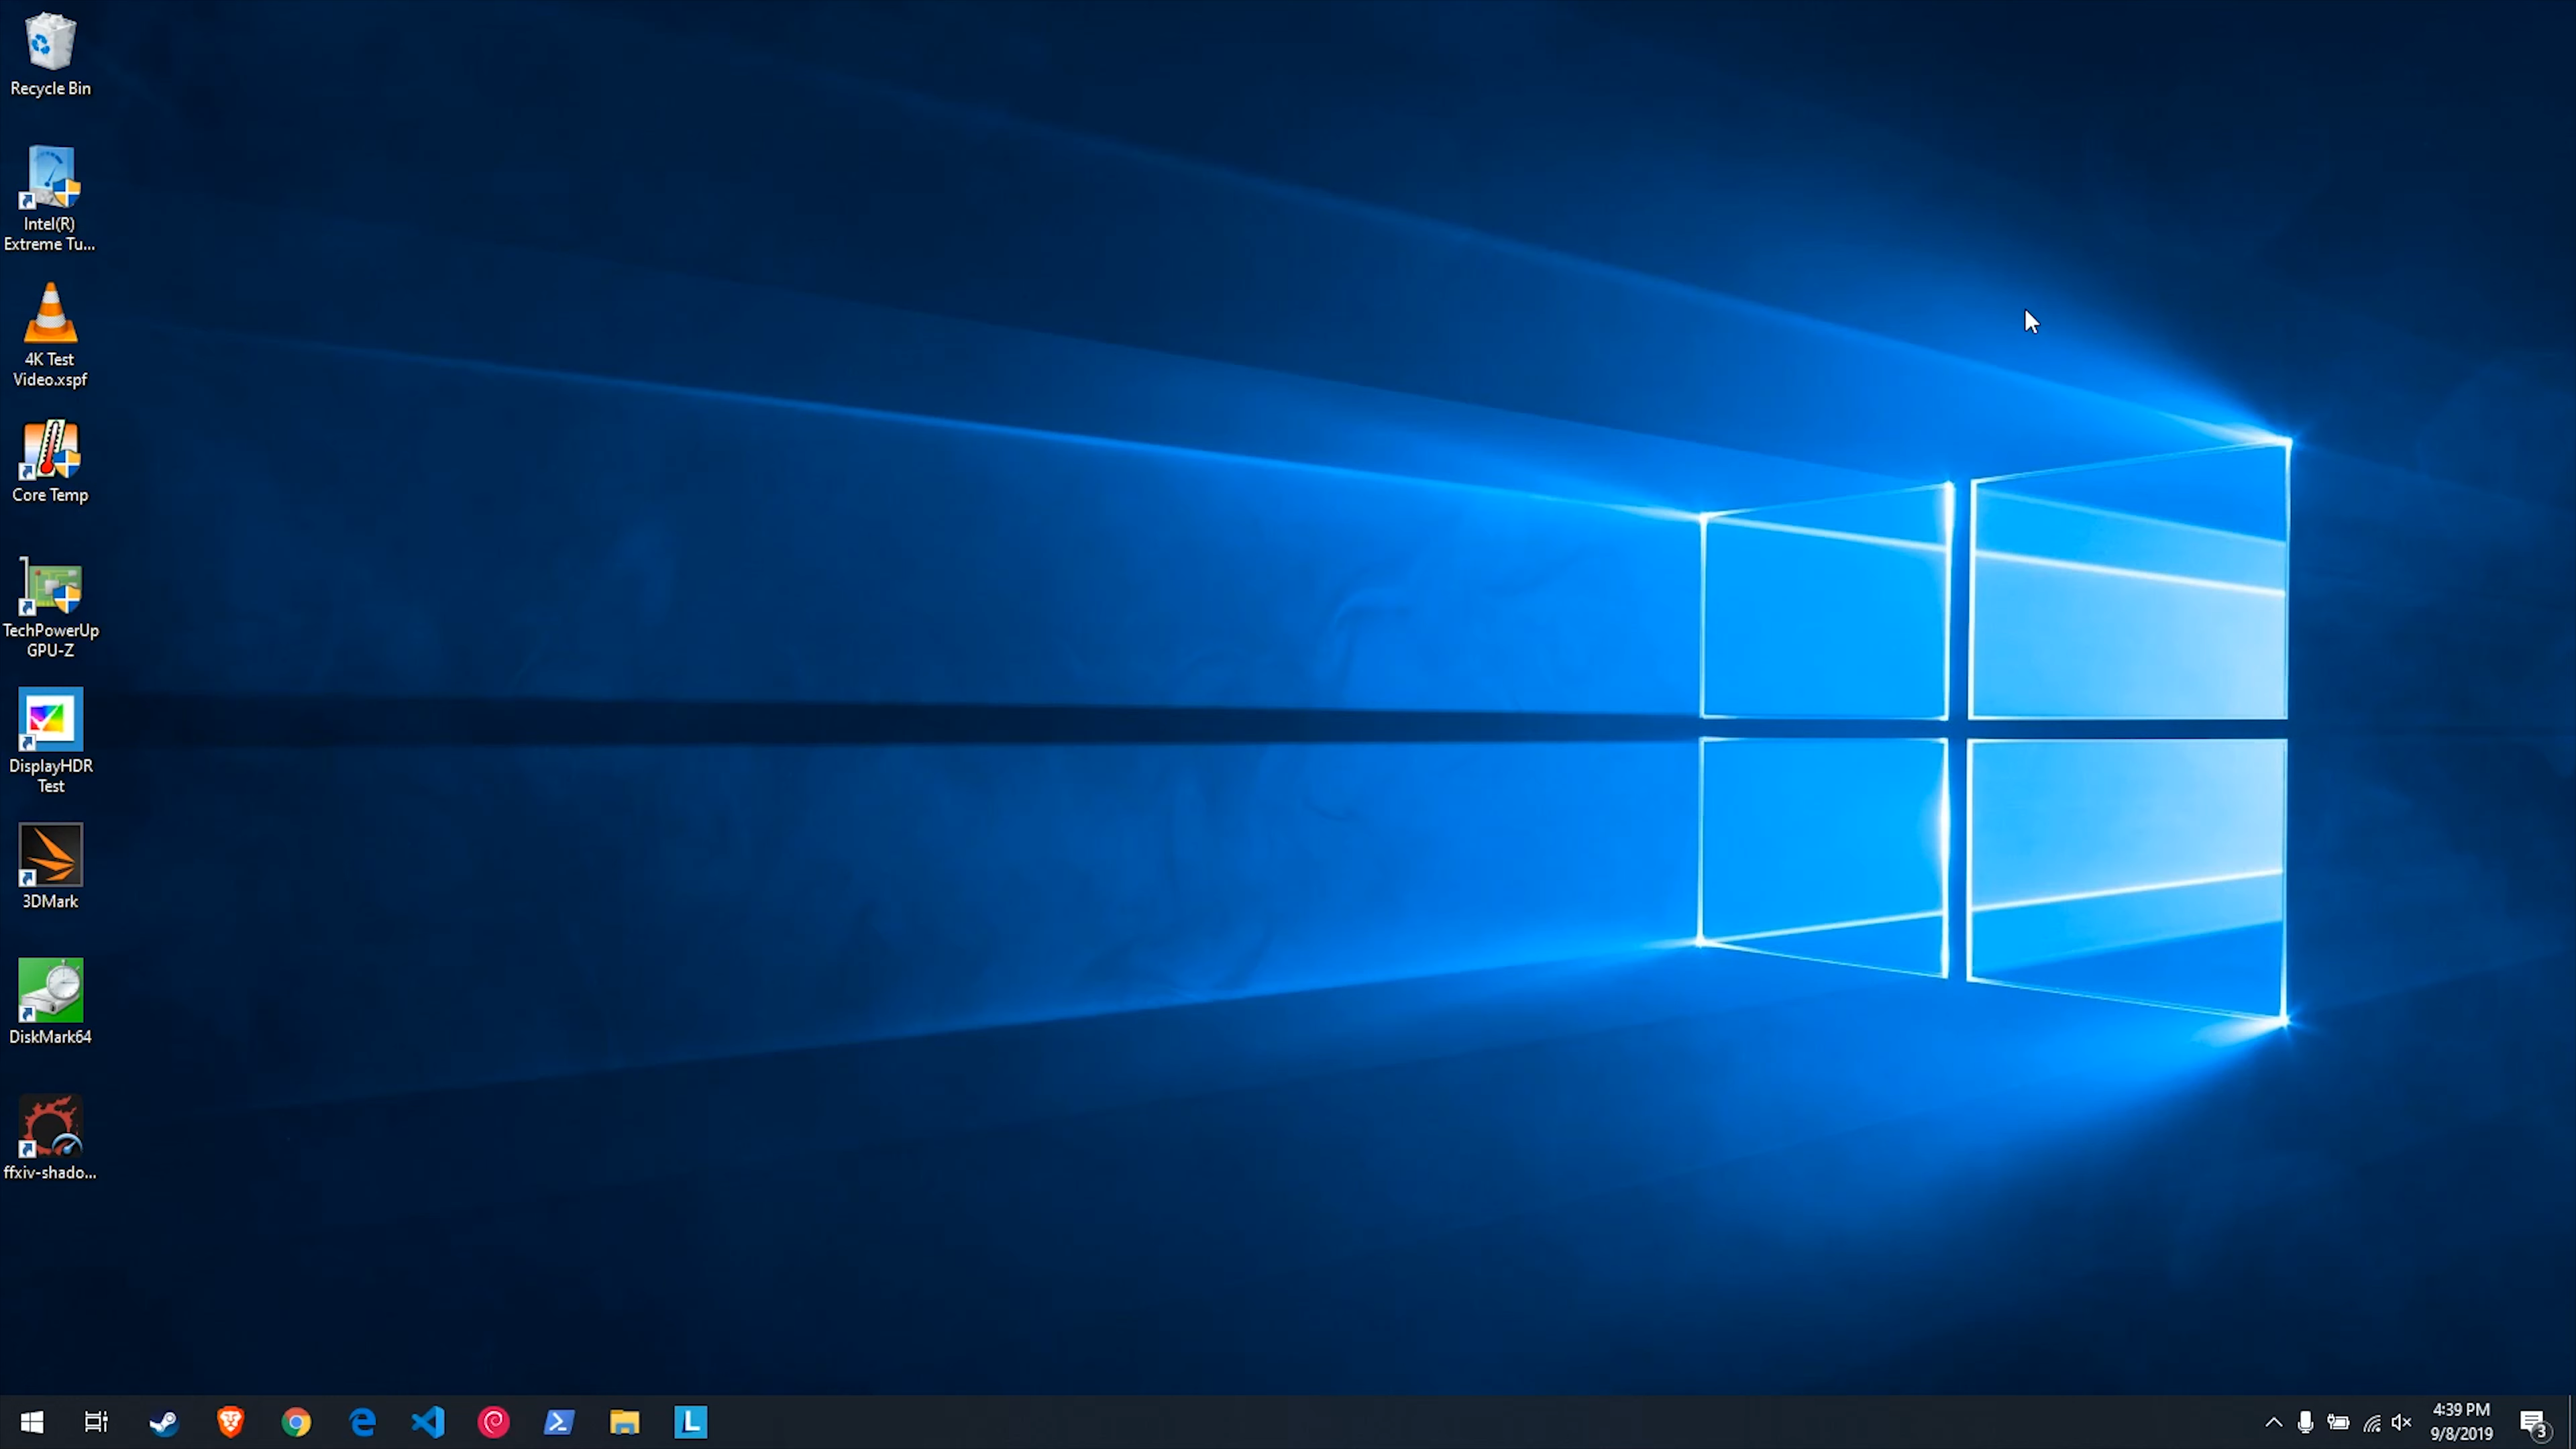 Recycle Bin
Intel(R)
Extreme Tu...
4K Test
Video.xspf
Core Temp
TechPowerUp
GPU-Z
DisplayHDR
Test
3DMark
DiskMark64
ffxiv-shado...
L
4:39 PM
9/8/2019
3